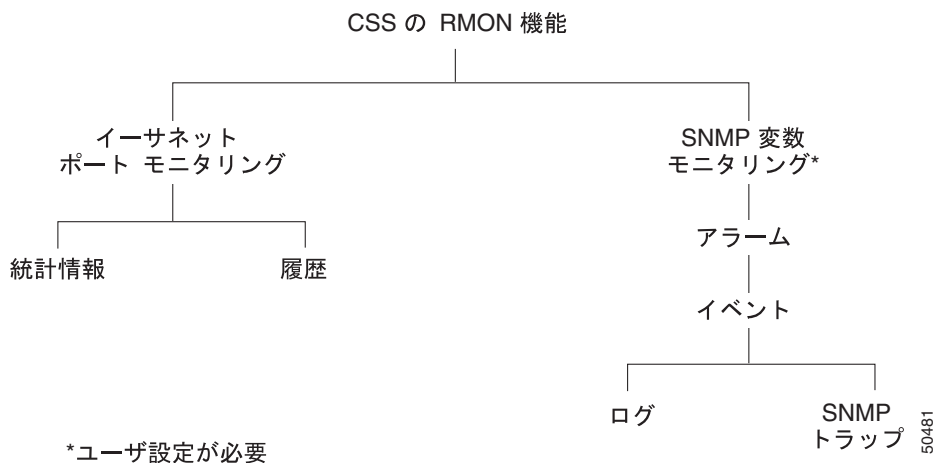 CSS の RMON 機能
イーサネット
ポート モニタリング
SNMP 変数
モニタリング*
アラーム
統計情報
履歴
イベント
ログ
SNMP
トラップ
*ユーザ設定が必要
50481